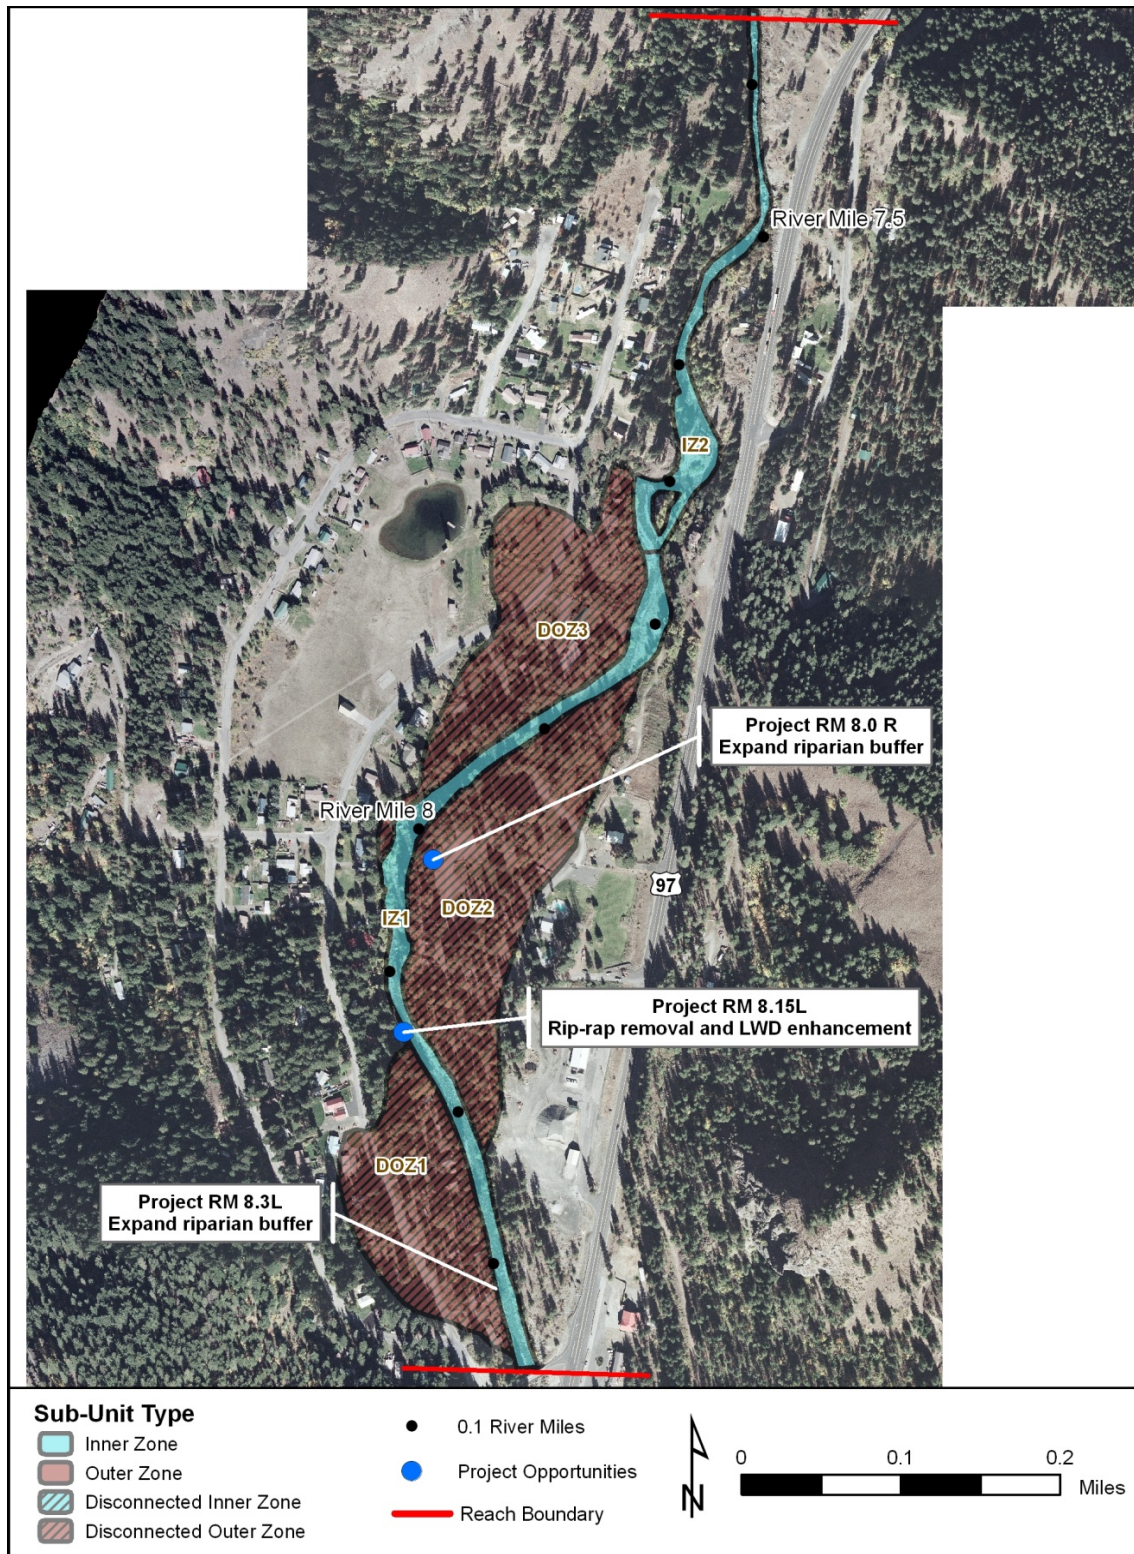 River Mile 7.5
IZ2
DOZ3
Project RM 8.0 R
Expand riparian buffer
River Mile 8
97
DOZ2
IZ1
Project RM 8.15L
Rip-rap removal and LWD enhancement
DOZ1
Project RM 8.3L
Expand riparian buffer
Sub-Unit Type
Inner Zone
Outer Zone
Disconnected Inner Zone
Disconnected Outer Zone
0.1 River Miles
Project Opportunities
Reach Boundary
N
0 0.1 0.2
Miles